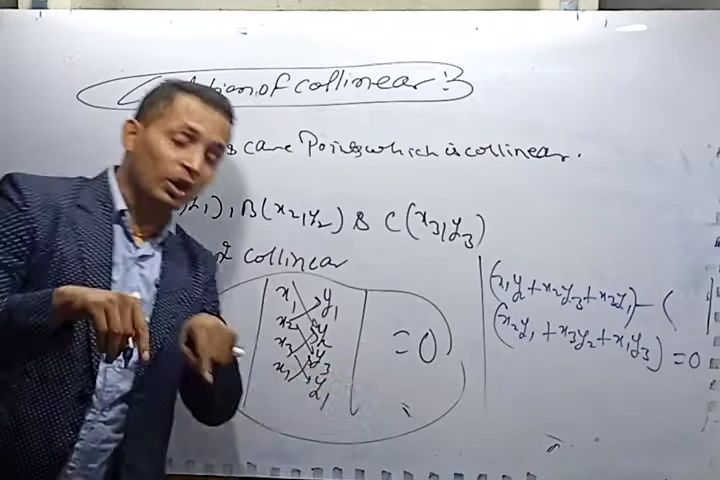 of collinear :-
Points which is collinear.
y₁), B(x₂, y₂) & C(x₃, y₃)
collinear
x₁ y₁
x₂ y₂
x₃ y₃
x₁ y₁
= 0
(x₁y₂ + x₂y₃ + x₃y₁) - (
(x₂y₁ + x₃y₂ + x₁y₃) = 0